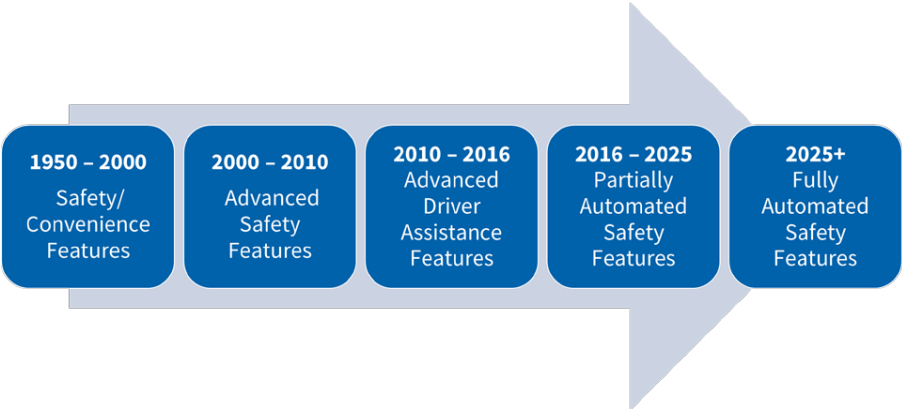 1950 – 2000
Safety/
Convenience
Features
2000 – 2010
Advanced
Safety
Features
2010 – 2016
Advanced
Driver
Assistance
Features
2016 – 2025
Partially
Automated
Safety
Features
2025+
Fully
Automated
Safety
Features